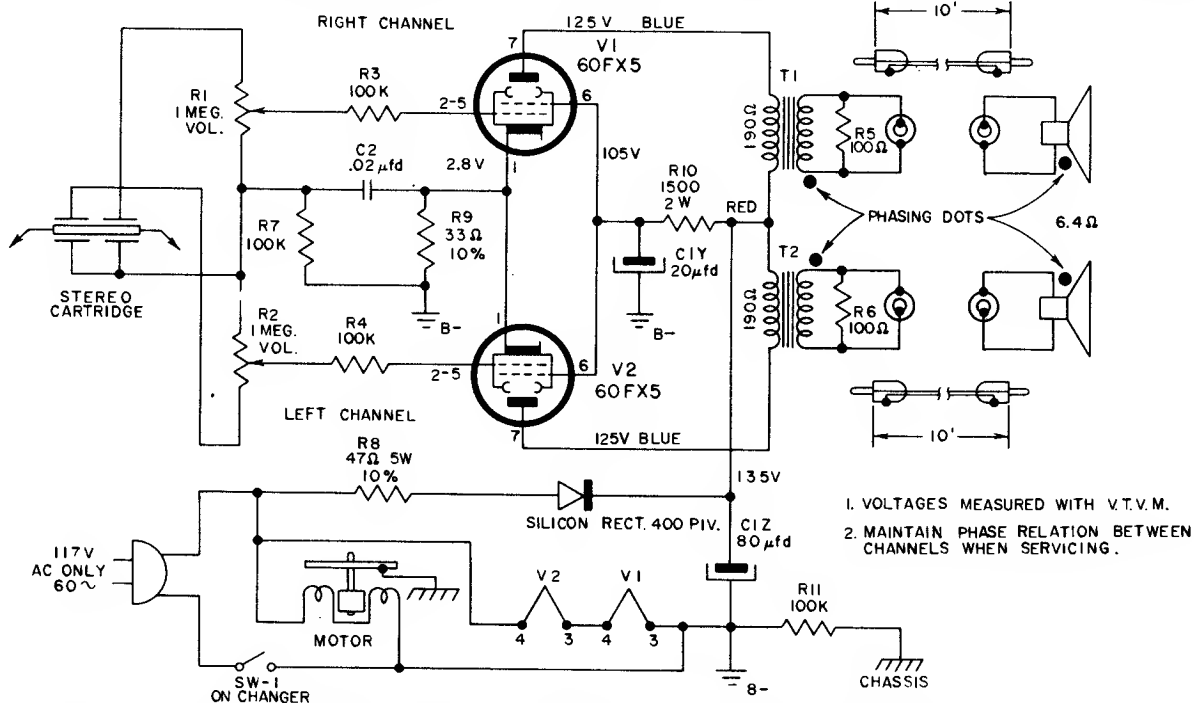 RIGHT CHANNEL
125V BLUE
10'
7
V1
60FX5
T1
R3
100K
R1
1 MEG.
VOL.
2-5
6
190Ω
R5
100Ω
C2
.02 µfd
2.8V
1
105V
R10
1500
2W
RED
PHASING DOTS
6.4Ω
R7
100K
R9
33Ω
10%
C1Y
20µfd
T2
STEREO
CARTRIDGE
B-
B-
R2
1 MEG.
VOL.
R4
100K
1
190Ω
R6
100Ω
2-5
6
V2
60FX5
LEFT CHANNEL
7
125V BLUE
10'
R8
47Ω 5W
10%
135V
SILICON RECT. 400 PIV.
C1Z
80µfd
1. VOLTAGES MEASURED WITH V.T.V.M.
2. MAINTAIN PHASE RELATION BETWEEN
CHANNELS WHEN SERVICING.
117V
AC ONLY
60~
V2
V1
R11
100K
4
3
4
3
MOTOR
SW-1
ON CHANGER
B-
CHASSIS